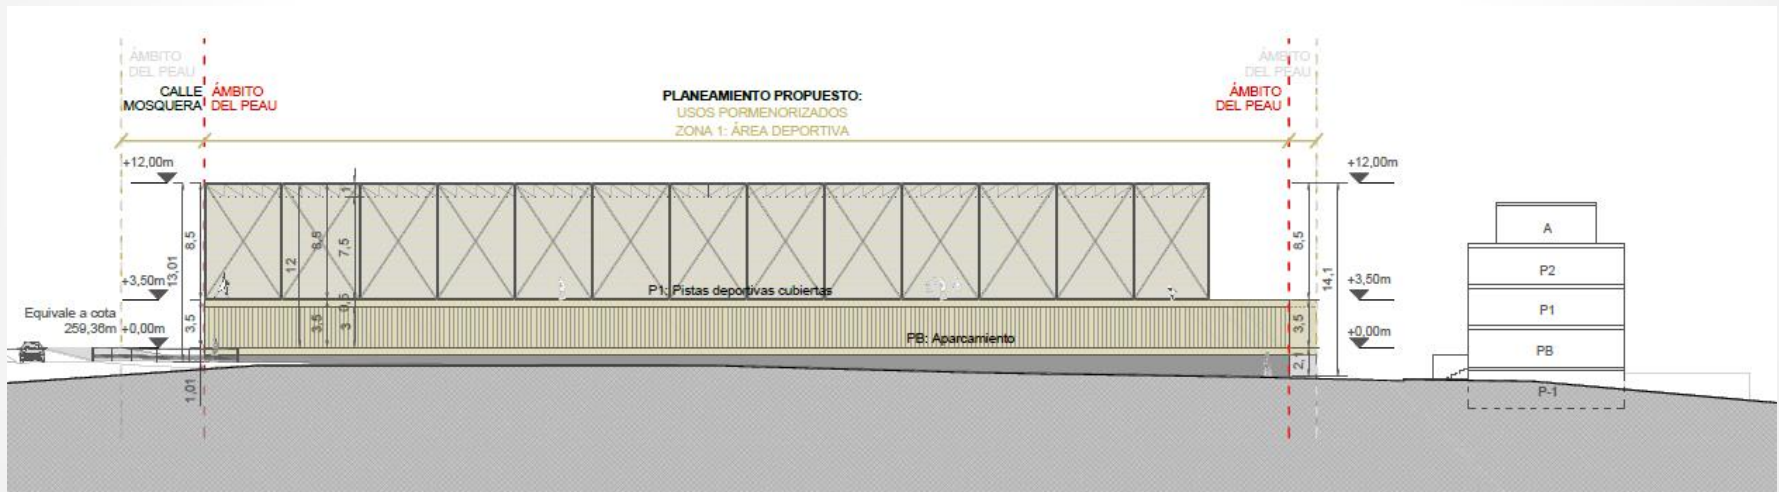 ÁMBITO
DEL PEAU
CALLE
MOSQUERA
ÁMBITO
DEL PEAU
PLANEAMIENTO PROPUESTO:
USOS PORMENORIZADOS
ZONA 1: ÁREA DEPORTIVA
ÁMBITO
DEL PEAU
ÁMBITO
DEL PEAU
+12,00m
+12,00m
1
8,5
13,01
12
8,5
7,5
8,5
14,1
+3,50m
+3,50m
P1: Pistas deportivas cubiertas
0,5
Equivale a cota
259,36m
+0,00m
3,5
3,5
3
PB: Aparcamiento
3,5
+0,00m
2,1
1,01
A
P2
P1
PB
P-1